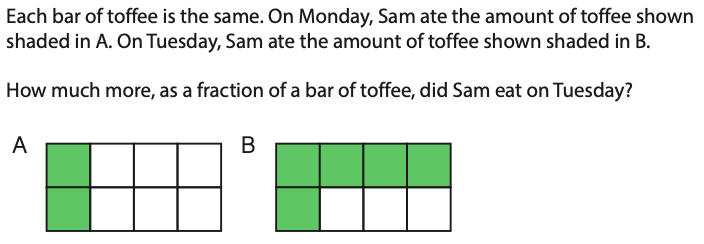 Each bar of toffee is the same. On Monday, Sam ate the amount of toffee shown
shaded in A. On Tuesday, Sam ate the amount of toffee shown shaded in B.
How much more, as a fraction of a bar of toffee, did Sam eat on Tuesday?
A B